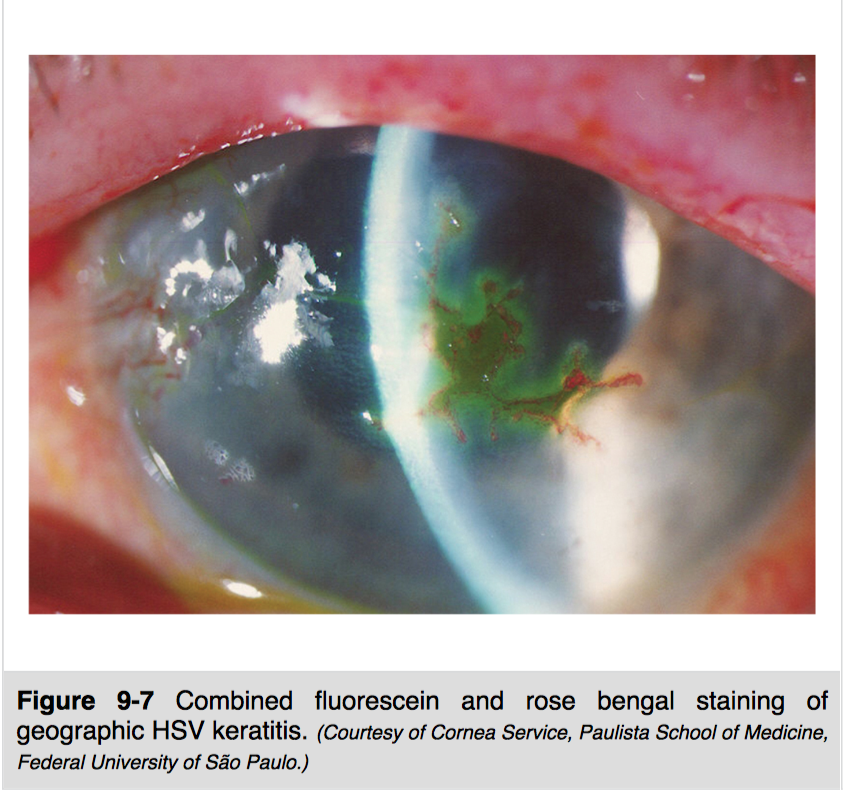 Figure 9-7 Combined fluorescein and rose bengal staining of
geographic HSV keratitis. (Courtesy of Cornea Service, Paulista School of Medicine,
Federal University of São Paulo.)